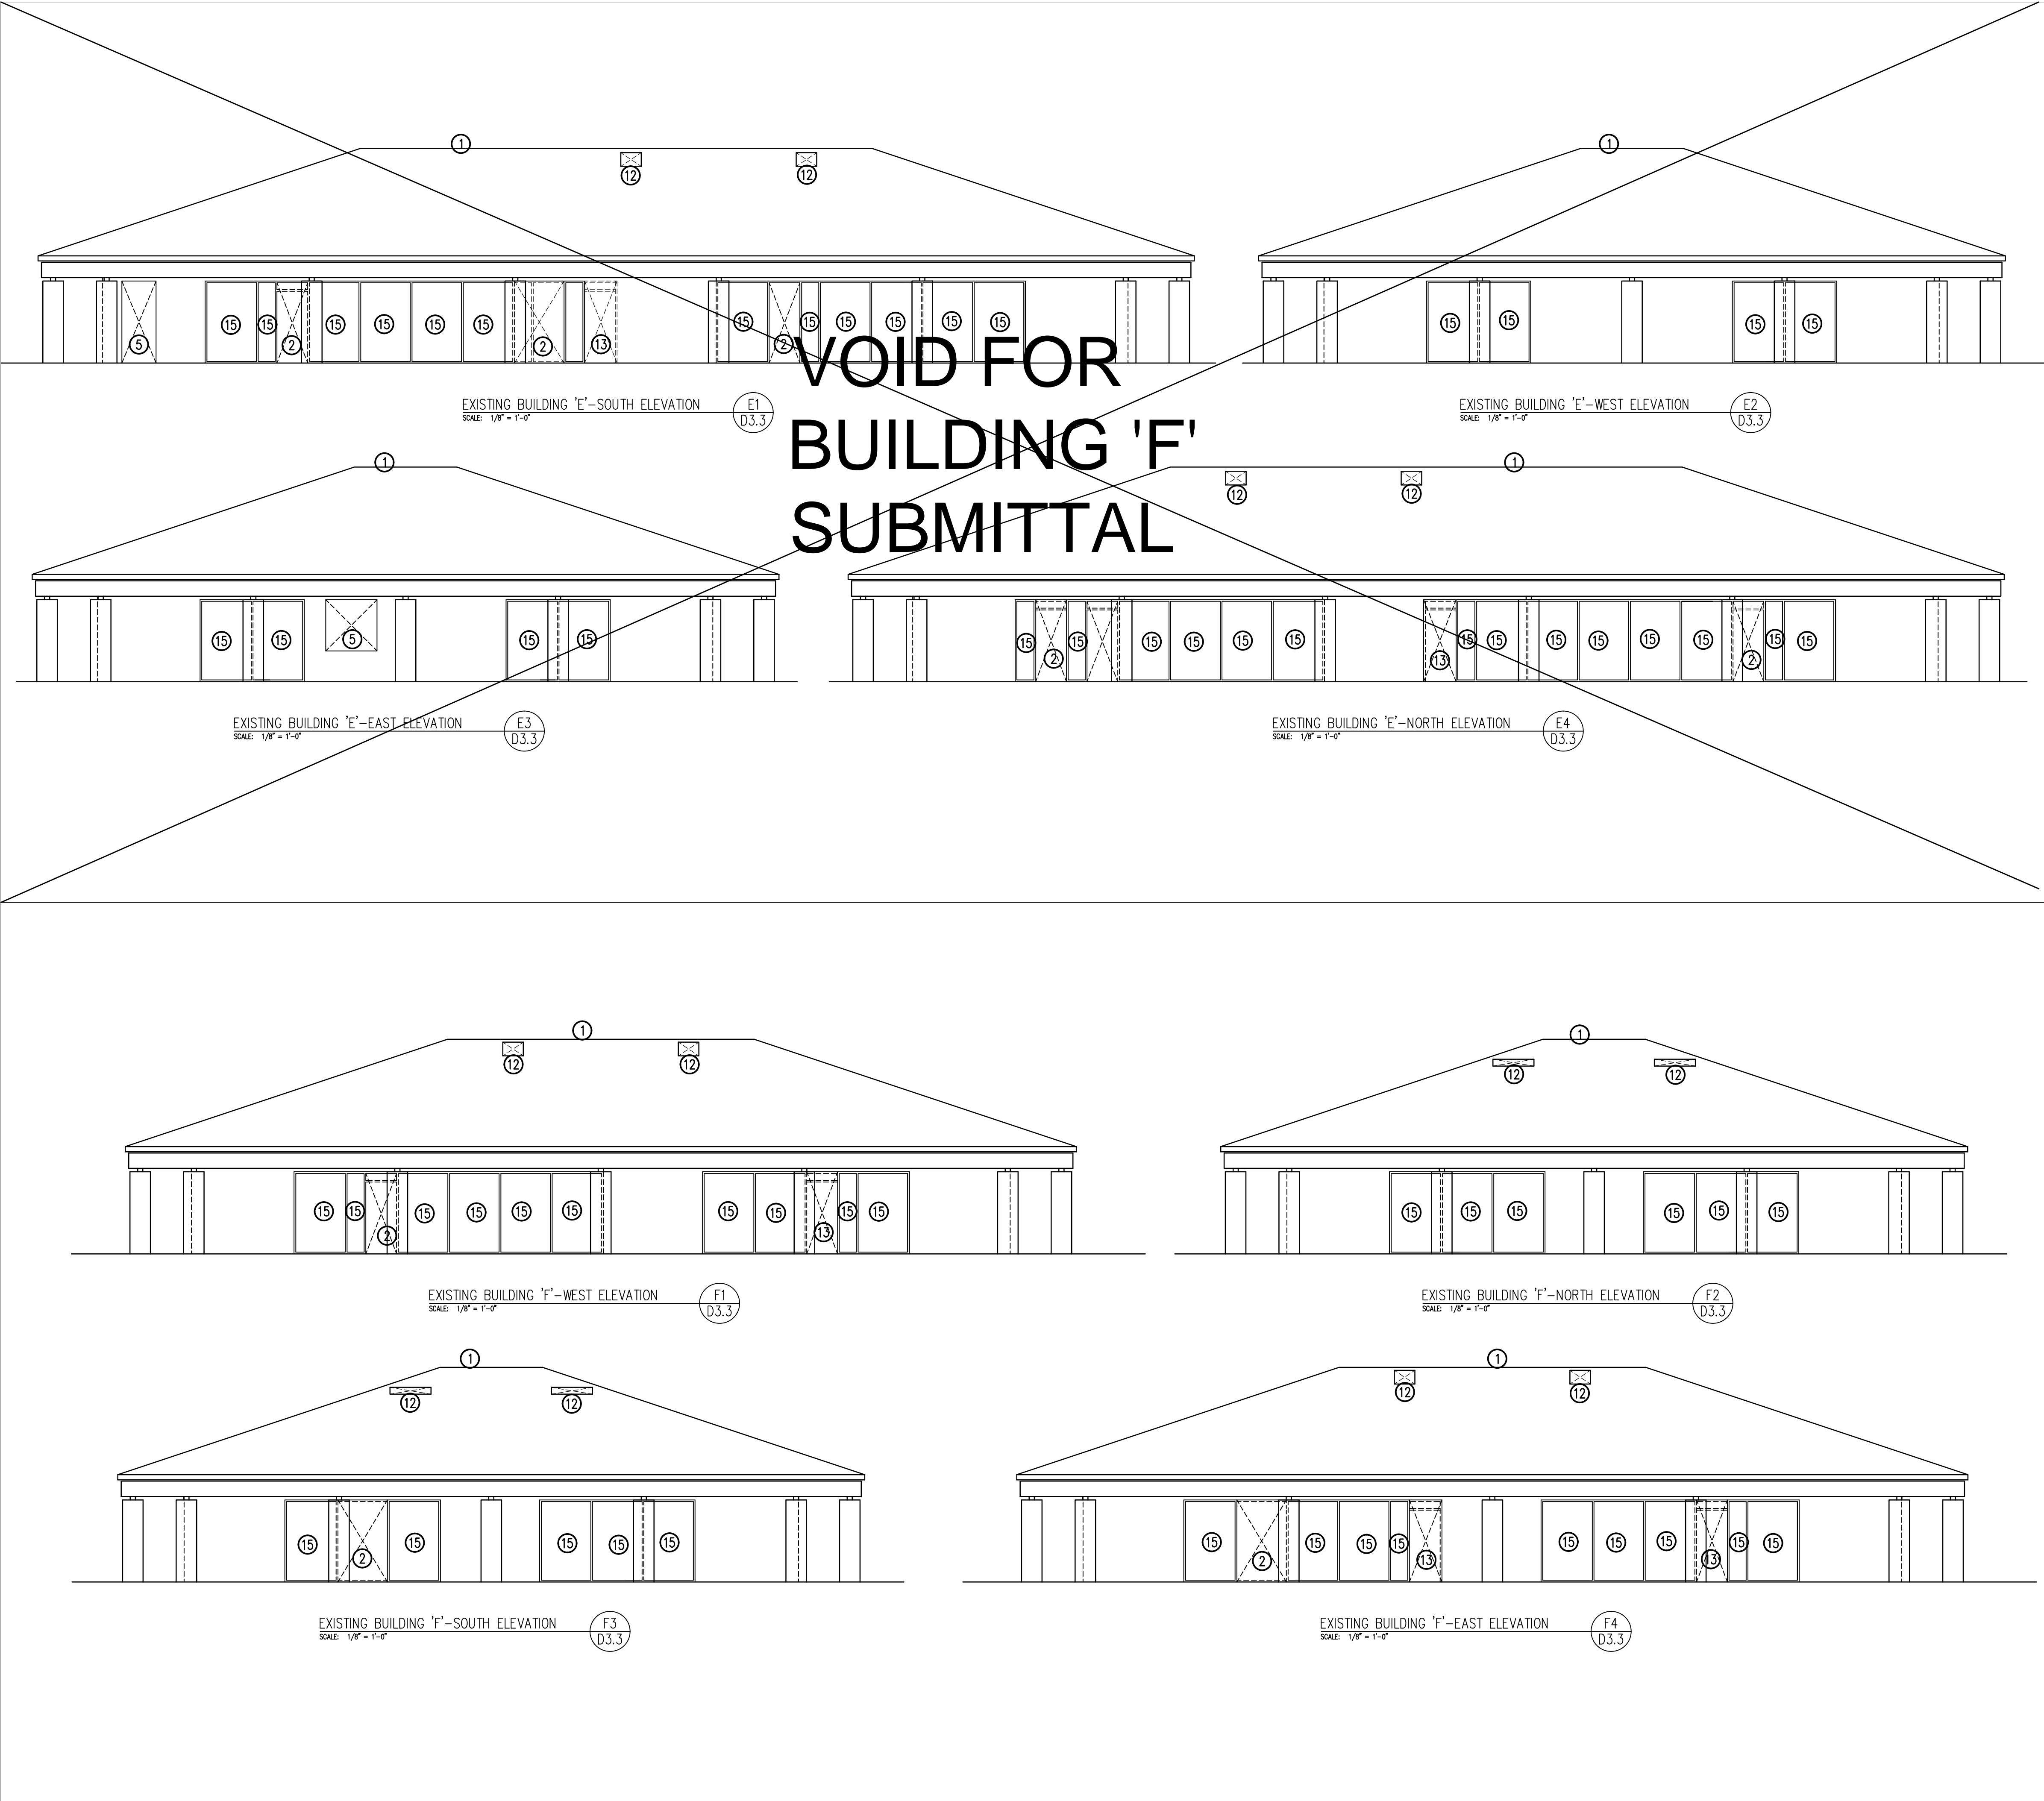 1
12 12
1
15 15 15 15 15 15 15 15 15 15 15 15
5 2 2 13 2
15 15 15 15
VOID FOR
BUILDING 'F'
SUBMITTAL
EXISTING BUILDING 'E'-SOUTH ELEVATION
SCALE: 1/8" = 1'-0"
E1
D3.3
EXISTING BUILDING 'E'-WEST ELEVATION
SCALE: 1/8" = 1'-0"
E2
D3.3
1
15 15 5 15 15
1
12 12
15 2 15 15 15 15 15 13 15 15 15 15 15 15 2 15 15
EXISTING BUILDING 'E'-EAST ELEVATION
SCALE: 1/8" = 1'-0"
E3
D3.3
EXISTING BUILDING 'E'-NORTH ELEVATION
SCALE: 1/8" = 1'-0"
E4
D3.3
1
12 12
15 15 2 15 15 15 15 15 15 13 15 15
1
12 12
15 15 15 15 15 15
EXISTING BUILDING 'F'-WEST ELEVATION
SCALE: 1/8" = 1'-0"
F1
D3.3
EXISTING BUILDING 'F'-NORTH ELEVATION
SCALE: 1/8" = 1'-0"
F2
D3.3
1
12 12
15 2 15 15 15 15
1
12 12
15 2 15 15 15 13 15 15 15 13 15 15
EXISTING BUILDING 'F'-SOUTH ELEVATION
SCALE: 1/8" = 1'-0"
F3
D3.3
EXISTING BUILDING 'F'-EAST ELEVATION
SCALE: 1/8" = 1'-0"
F4
D3.3